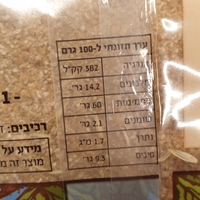 ערך תזונתי ל-100 גרם
אנרגיה 382 קק"ל
חלבונים 14.2 גר'
פחמימות 60 גר'
שומנים 2.1 גר'
נתרן 1.7 מ"ג
סיבים 9.3 גר'
-1
רכיבים:
מידע על
מוצר זה